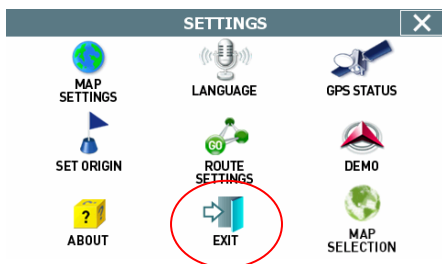 SETTINGS
MAP
SETTINGS
LANGUAGE
GPS STATUS
SET ORIGIN
GO
ROUTE
SETTINGS
DEMO
?
ABOUT
EXIT
MAP
SELECTION